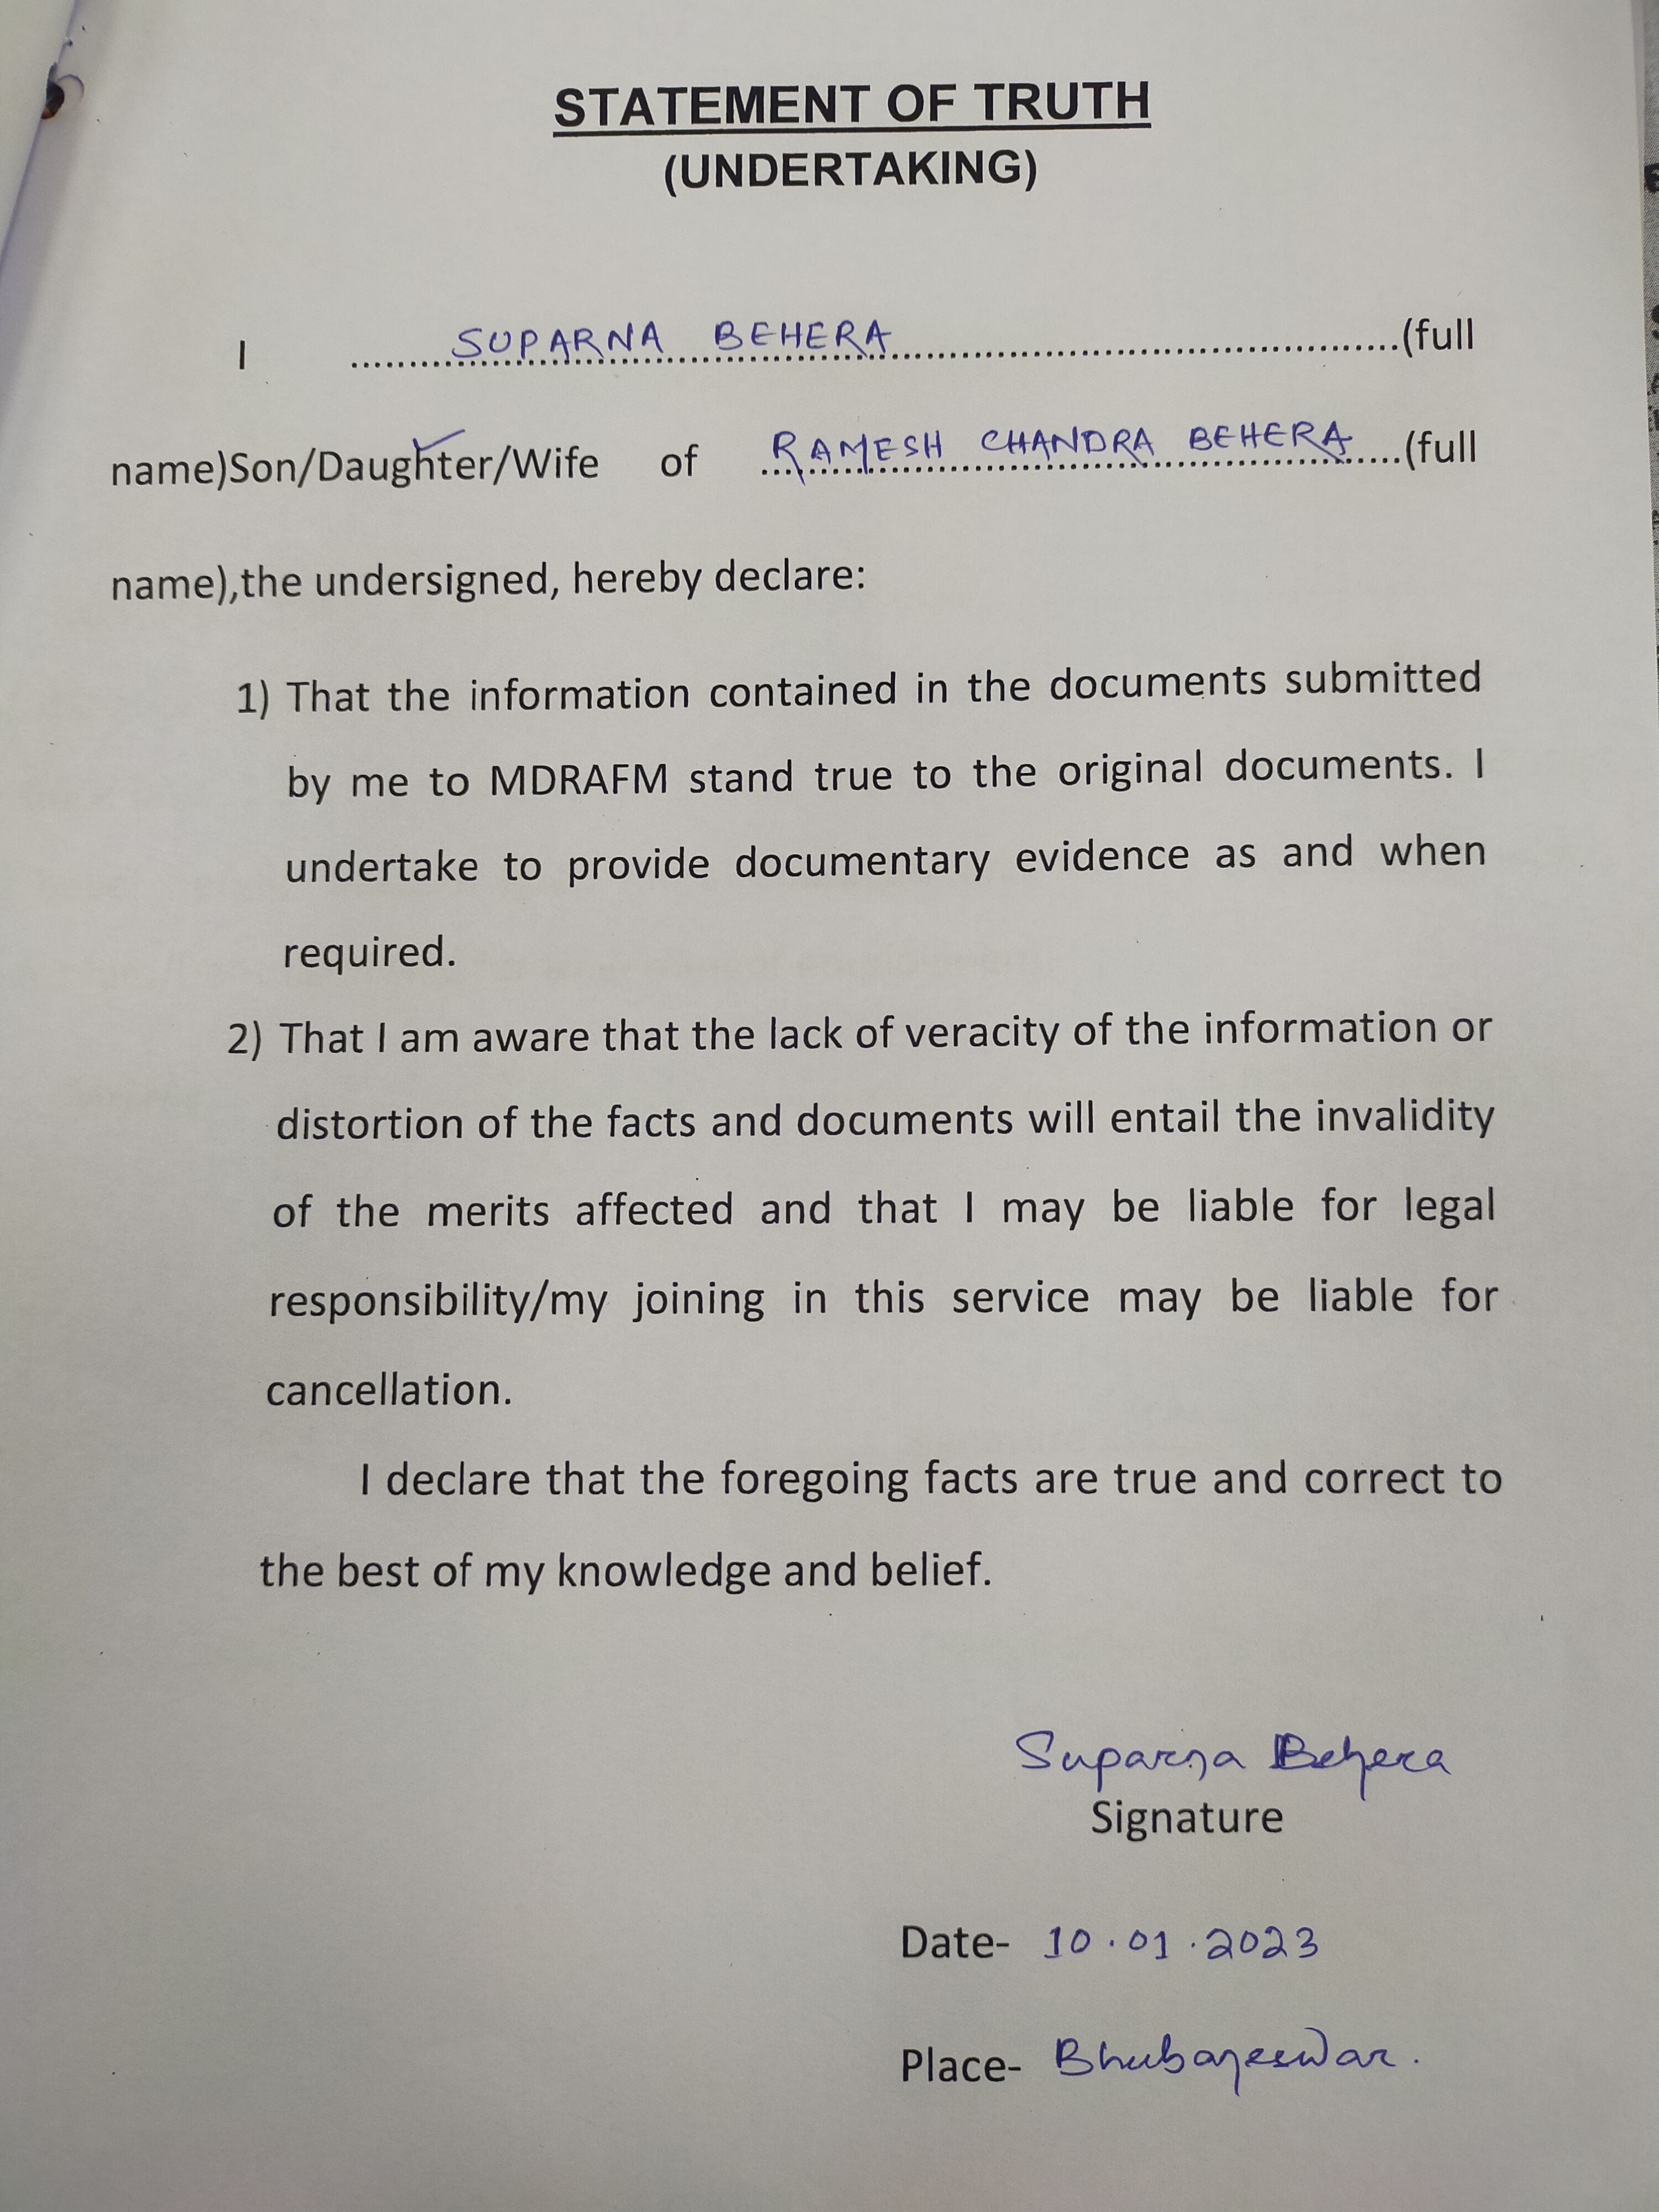 STATEMENT OF TRUTH
(UNDERTAKING)
I ..........SUPARNA BEHERA..........(full
name)Son/Daughter/Wife of ..........RAMESH CHANDRA BEHERA..........(full
name),the undersigned, hereby declare:
1) That the information contained in the documents submitted
by me to MDRAFM stand true to the original documents. I
undertake to provide documentary evidence as and when
required.
2) That I am aware that the lack of veracity of the information or
distortion of the facts and documents will entail the invalidity
of the merits affected and that I may be liable for legal
responsibility/my joining in this service may be liable for
cancellation.
I declare that the foregoing facts are true and correct to
the best of my knowledge and belief.
Suparna Behera
Signature
Date- 10.01.2023
Place- Bhubaneswar.